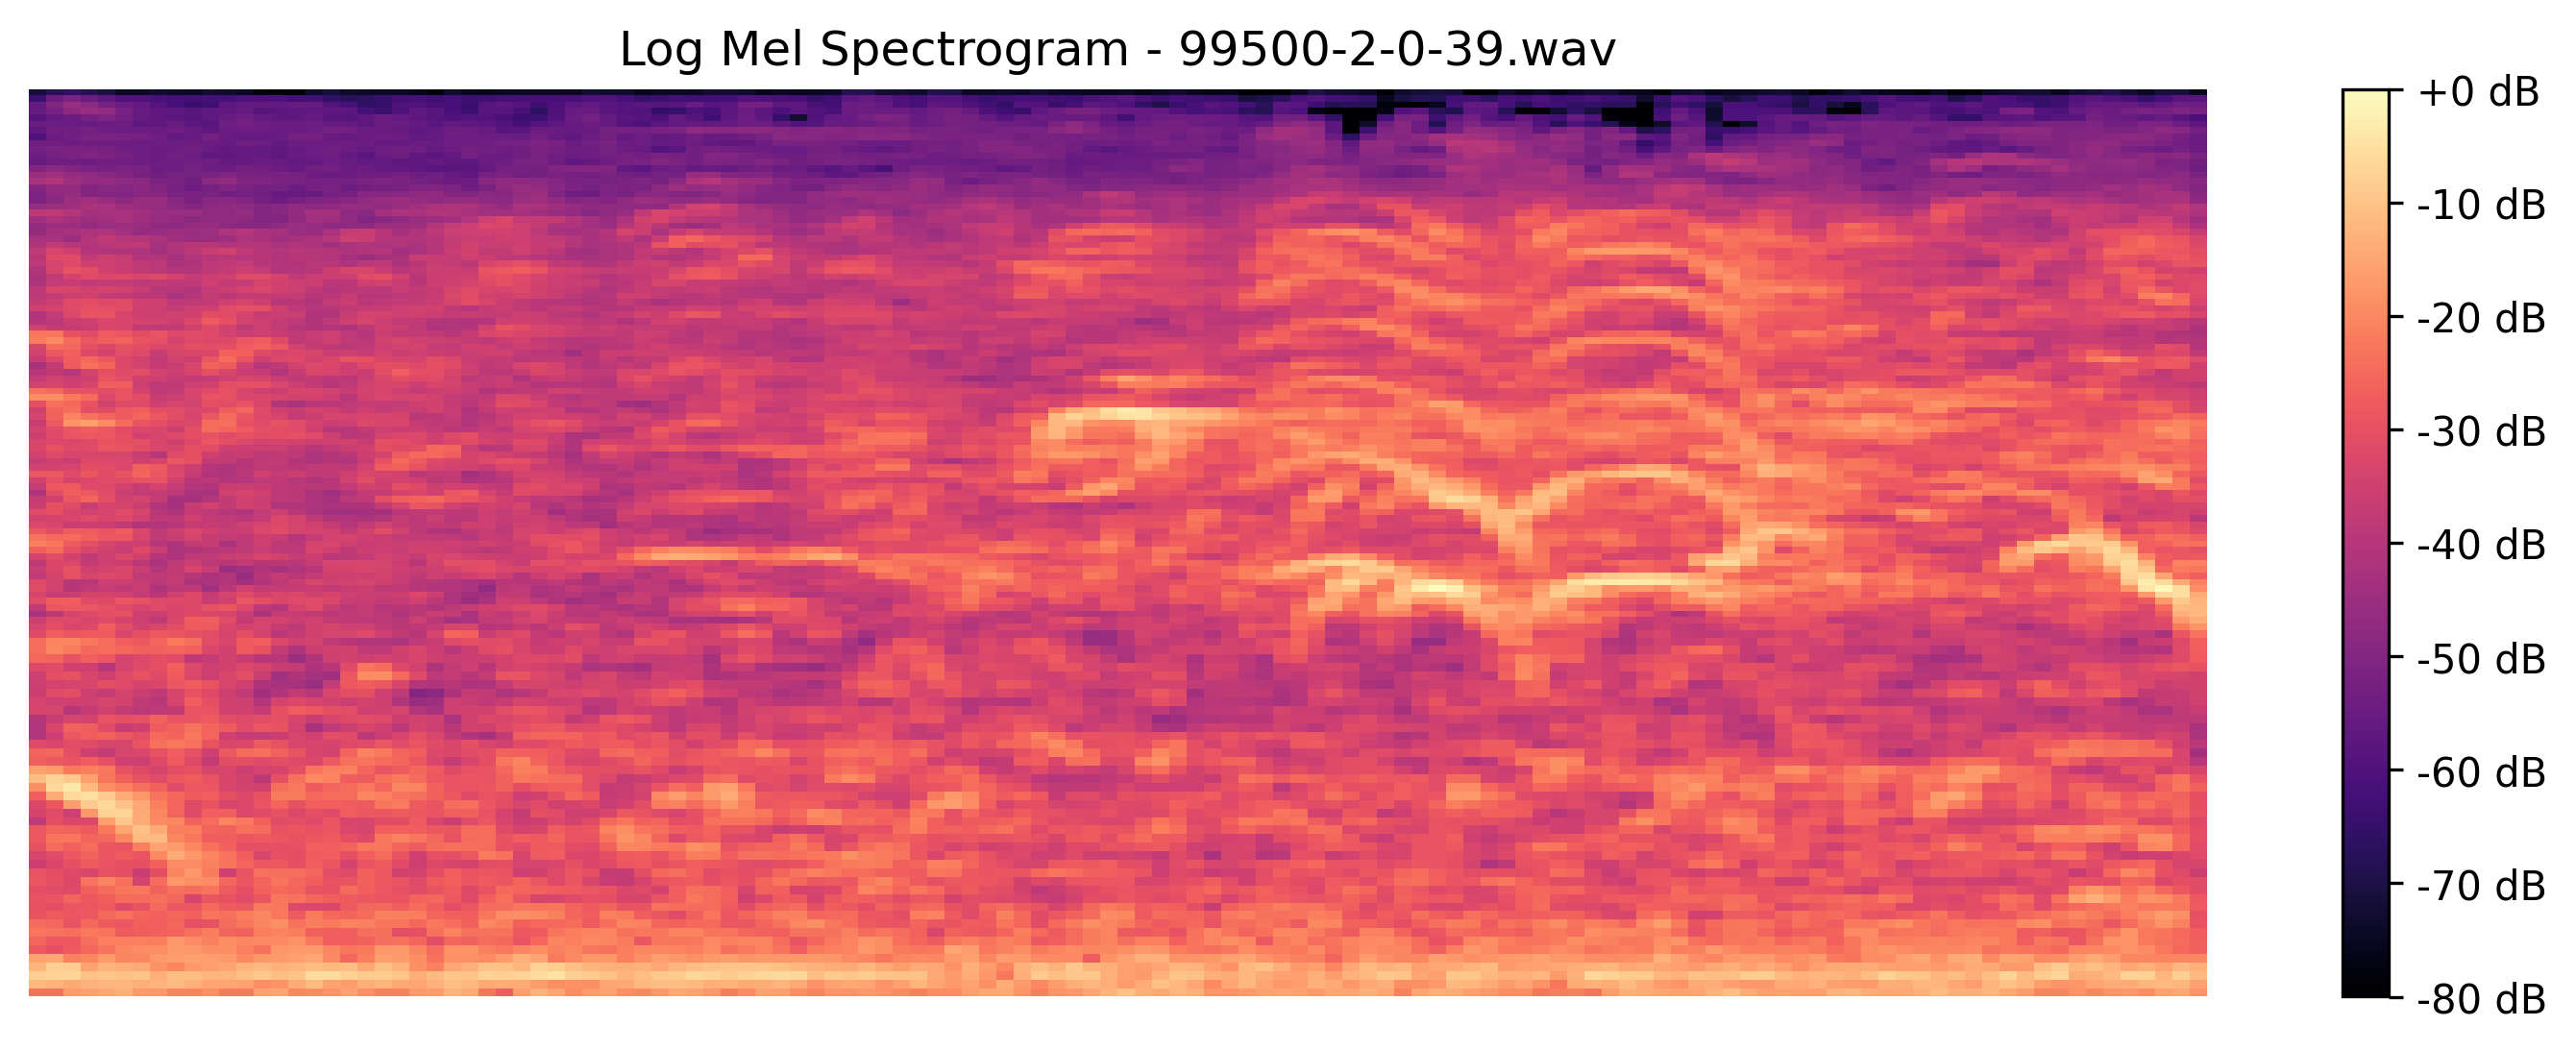 Log Mel Spectrogram - 99500-2-0-39.wav
+0 dB
-10 dB
-20 dB
-30 dB
-40 dB
-50 dB
-60 dB
-70 dB
-80 dB